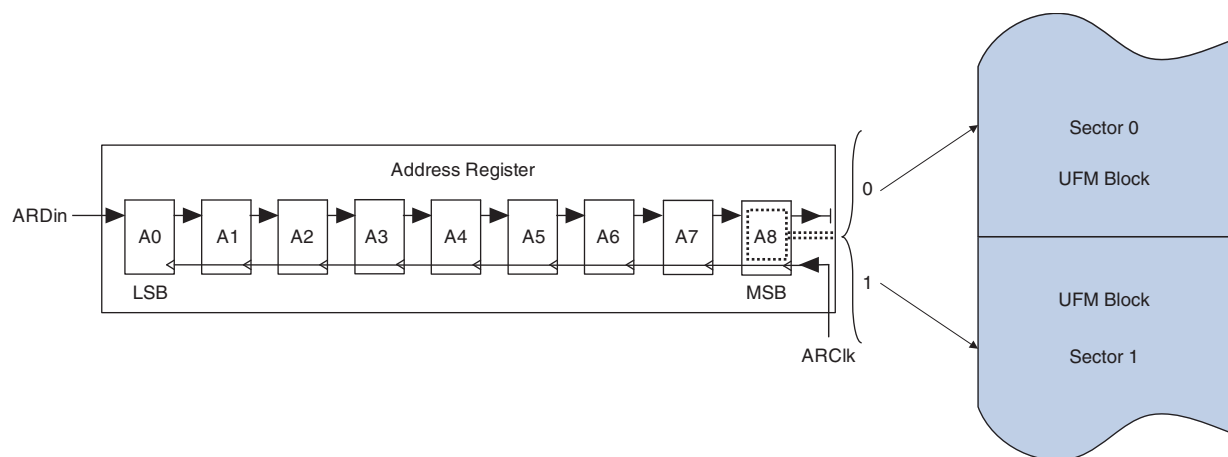 Address Register
ARDin
A0 A1 A2 A3 A4 A5 A6 A7 A8
LSB MSB
ARClk
0
1
Sector 0
UFM Block
UFM Block
Sector 1